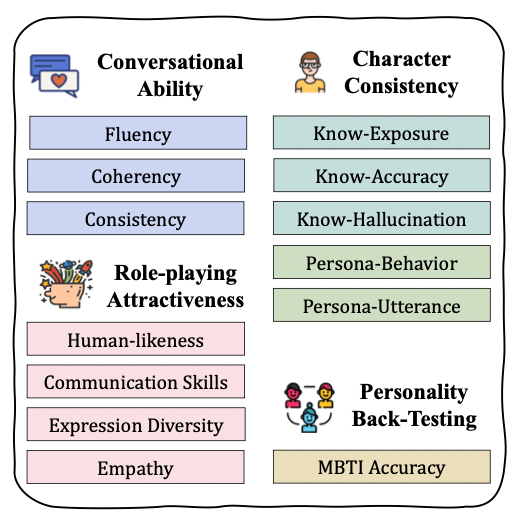 Conversational
Ability
Fluency
Coherency
Consistency
Role-playing
Attractiveness
Human-likeness
Communication Skills
Expression Diversity
Empathy
Character
Consistency
Know-Exposure
Know-Accuracy
Know-Hallucination
Persona-Behavior
Persona-Utterance
Personality
Back-Testing
MBTI Accuracy